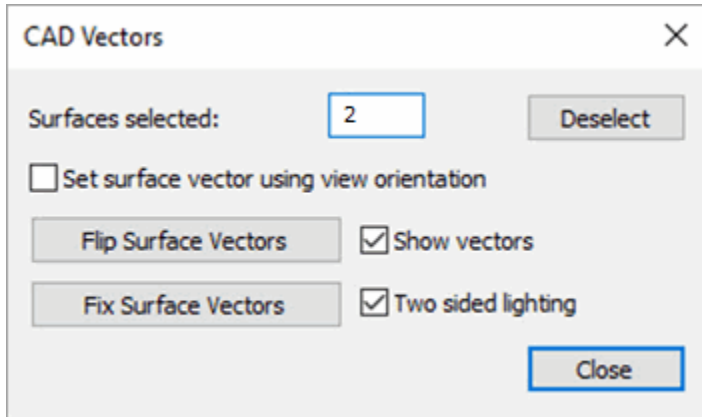 CAD Vectors
Surfaces selected: 2 Deselect
Set surface vector using view orientation
Flip Surface Vectors Show vectors
Fix Surface Vectors Two sided lighting
Close